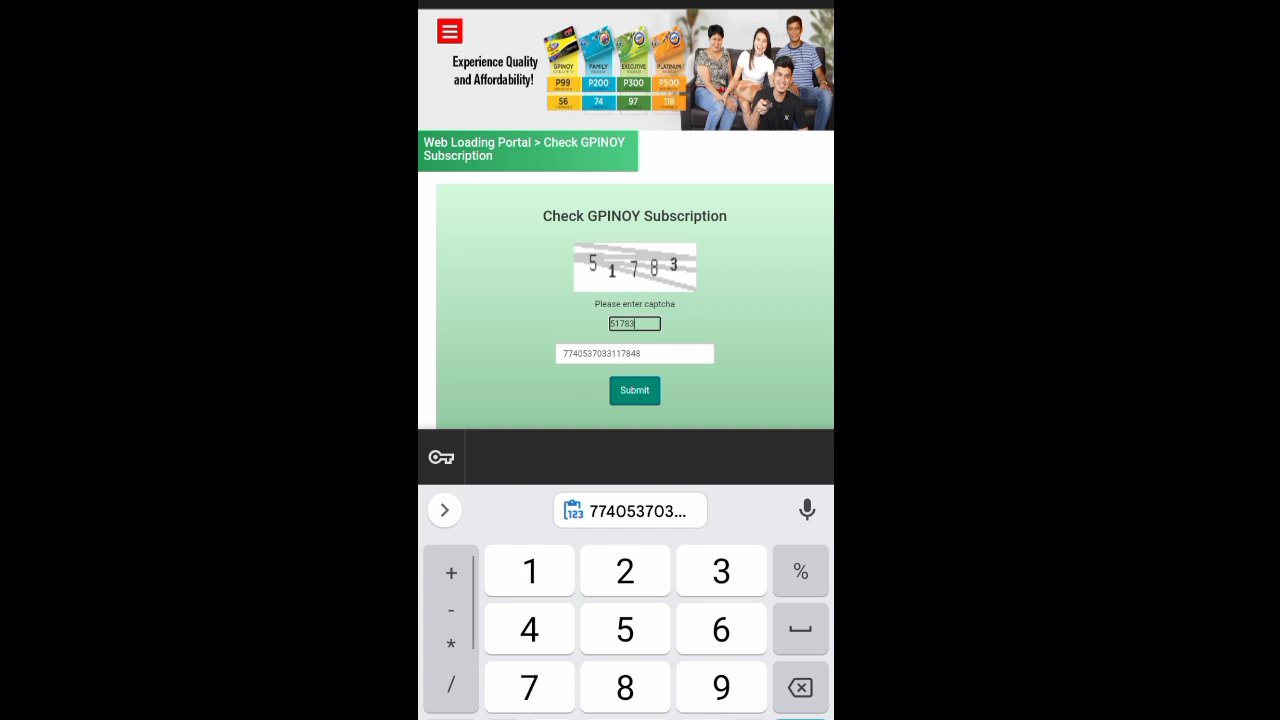 Experience Quality
and Affordability!
GPINOY FAMILY EXECUTIVE PLATINUM
P99 P200 P300 P500
56 74 97 118
Web Loading Portal > Check GPINOY
Subscription
Check GPINOY Subscription
5 1 7 8 3
Please enter captcha
51783
7740537033117848
Submit
774053703...
+ 1 2 3 %
- 4 5 6
*
/ 7 8 9